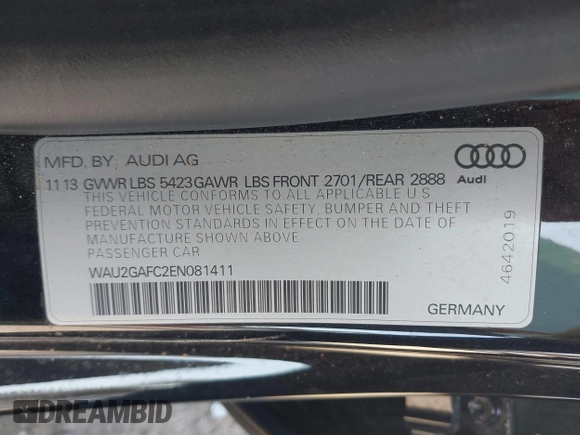 MFD. BY: AUDI AG
11 13 GVWR LBS 5423 GAWR LBS FRONT 2701/REAR 2888
THIS VEHICLE CONFORMS TO ALL APPLICABLE U S
FEDERAL MOTOR VEHICLE SAFETY, BUMPER AND THEFT
PREVENTION STANDARDS IN EFFECT ON THE DATE OF
MANUFACTURE SHOWN ABOVE
PASSENGER CAR
WAU2GAFC2EN081411
Audi
4642019
GERMANY
DREAMBID